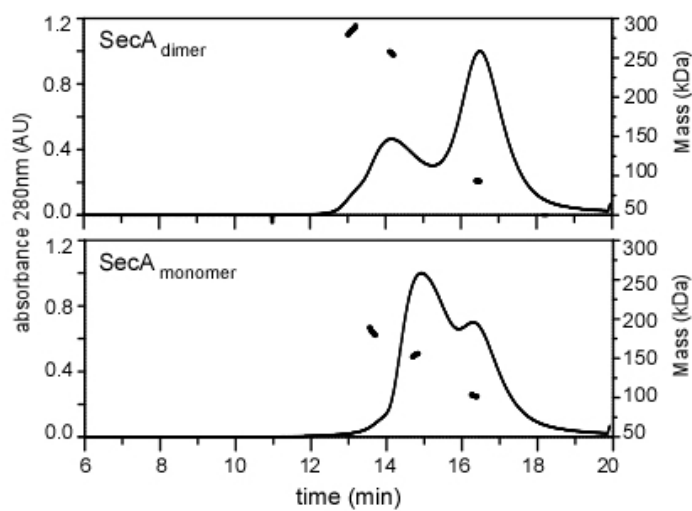 SecA dimer
1.2
0.8
0.4
0.0
300
250
200
150
100
50
absorbance 280nm (AU)
Mass (kDa)
SecA monomer
1.2
0.8
0.4
0.0
300
250
200
150
100
50
Mass (kDa)
6 8 10 12 14 16 18 20
time (min)